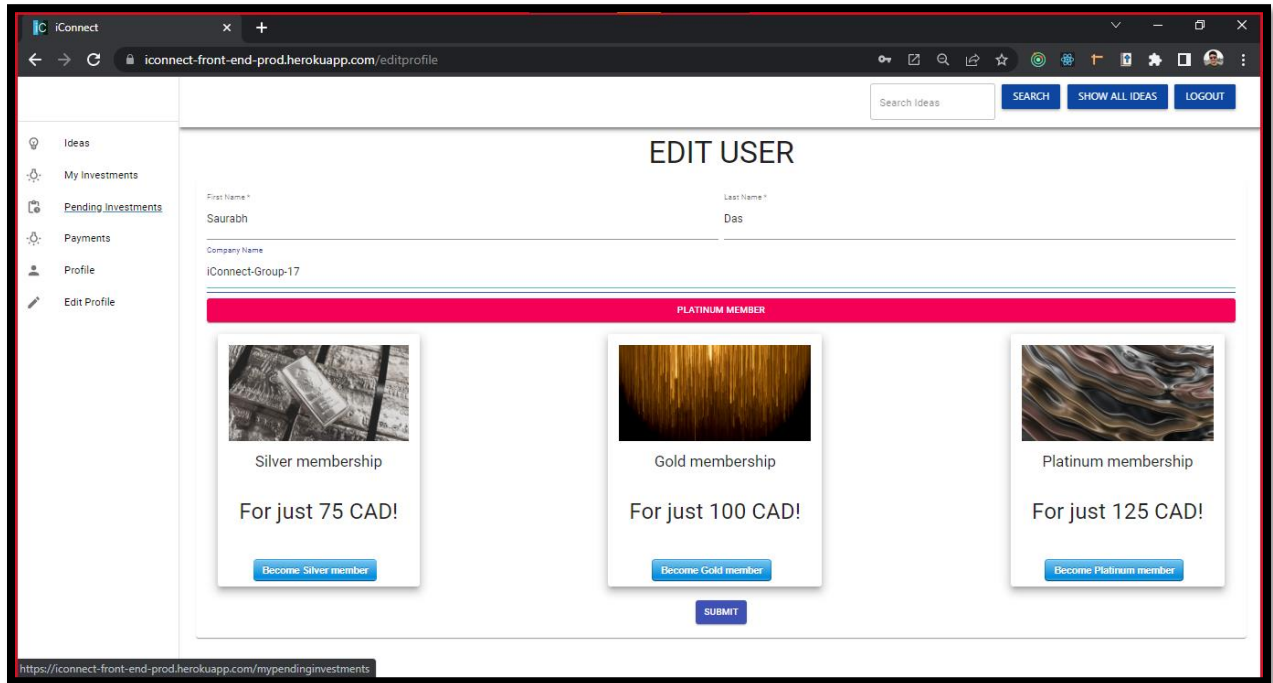 iConnect
iconnect-front-end-prod.herokuapp.com/editprofile
Search Ideas
SEARCH
SHOW ALL IDEAS
LOGOUT
Ideas
My Investments
Pending Investments
Payments
Profile
Edit Profile
EDIT USER
First Name *
Saurabh
Last Name *
Das
Company Name
iConnect-Group-17
PLATINUM MEMBER
Silver membership
For just 75 CAD!
Become Silver member
Gold membership
For just 100 CAD!
Become Gold member
Platinum membership
For just 125 CAD!
Become Platinum member
SUBMIT
https://iconnect-front-end-prod.herokuapp.com/mypendinginvestments